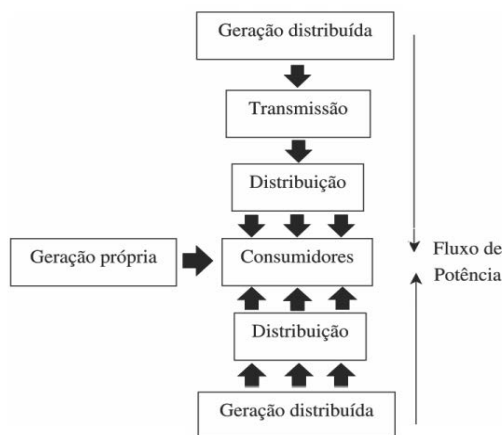 Geração distribuída
Transmissão
Distribuição
Geração própria
Consumidores
Fluxo de
Potência
Distribuição
Geração distribuída